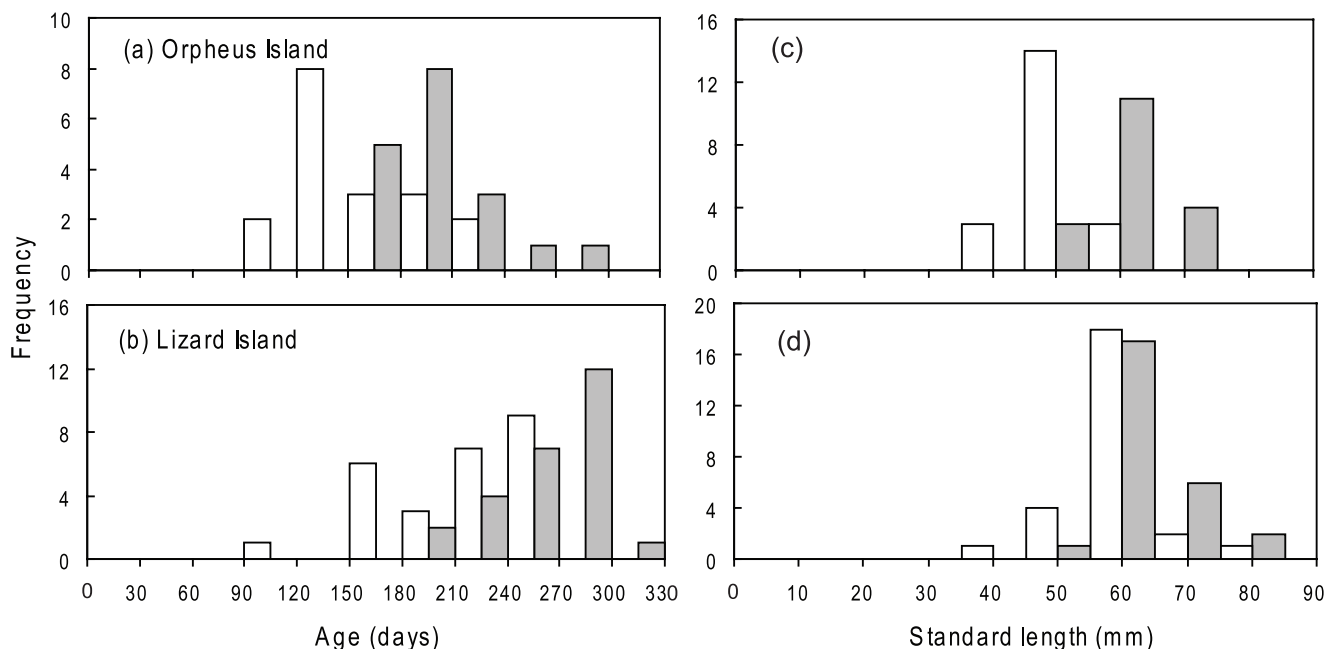 10
8
6
4
2
0
(a) Orpheus Island
16
12
8
4
0
(c)
Frequency
16
12
8
4
0
(b) Lizard Island
0 30 60 90 120 150 180 210 240 270 300 330
Age (days)
20
16
12
8
4
0
(d)
0 10 20 30 40 50 60 70 80 90
Standard length (mm)